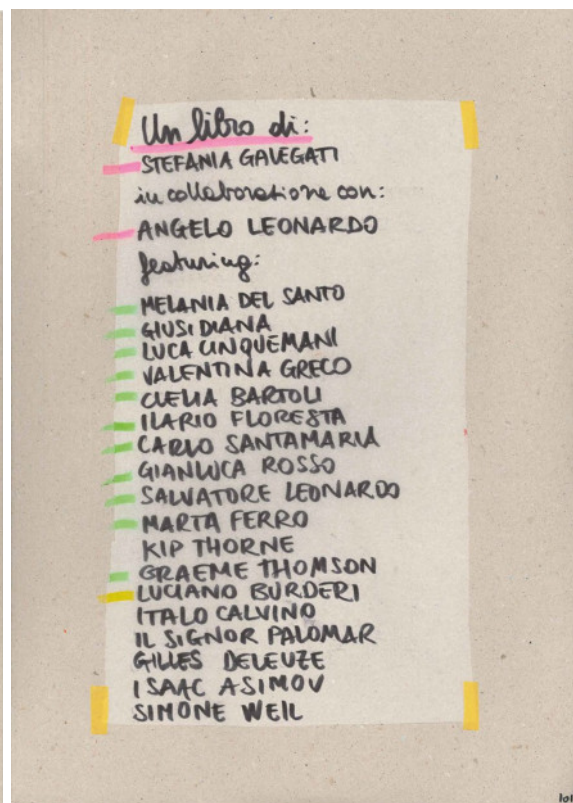 Un libro di:
STEFANIA GALEGATI
in collaborazione con:
ANGELO LEONARDO
featuring:
MELANIA DEL SANTO
GIUSI DIANA
LUCA CINQUEMANI
VALENTINA GRECO
CLELIA BARTOLI
ILARIO FLORESTA
CARLO SANTAMARIA
GIANLUCA ROSSO
SALVATORE LEONARDO
MARTA FERRO
KIP THORNE
GRAEME THOMSON
LUCIANO BURDERI
ITALO CALVINO
IL SIGNOR PALOMAR
GILLES DELEUZE
ISAAC ASIMOV
SIMONE WEIL